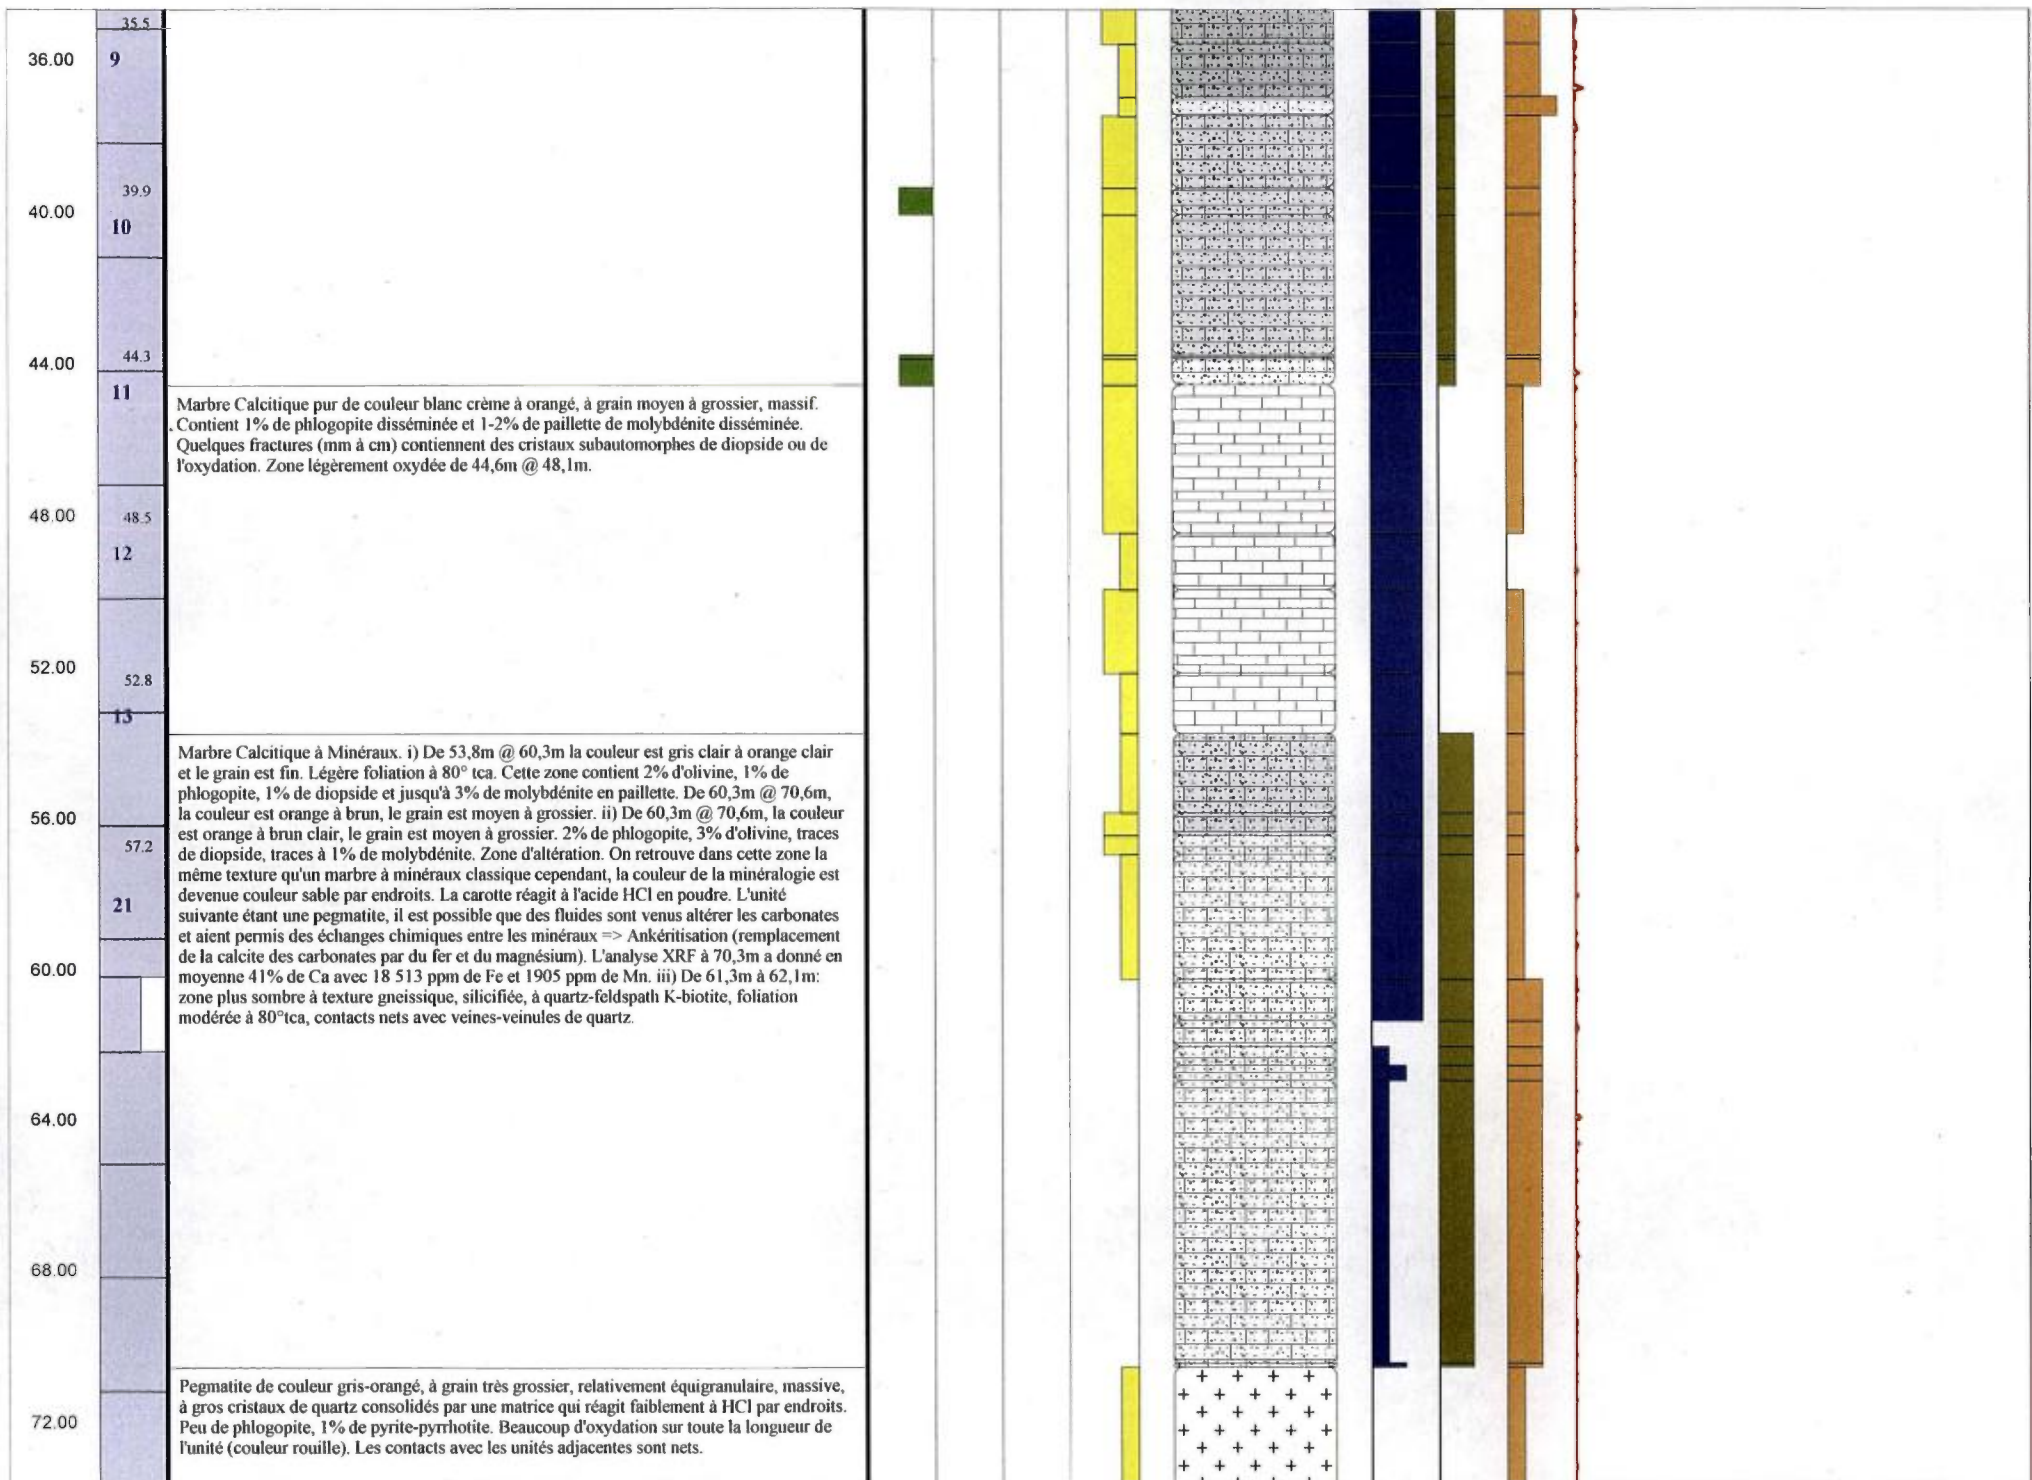 35.5
36.00 9
39.9
40.00
10
44.3
44.00
11
Marbre Calcitique pur de couleur blanc crème à orangé, à grain moyen à grossier, massif.
Contient 1% de phlogopite disséminée et 1-2% de paillette de molybdénite disséminée.
Quelques fractures (mm à cm) contiennent des cristaux subautomorphes de diopside ou de
l'oxydation. Zone légèrement oxydée de 44,6m @ 48,1m.
48.00 48.5
12
52.00
52.8
13
Marbre Calcitique à Minéraux. i) De 53,8m @ 60,3m la couleur est gris clair à orange clair
et le grain est fin. Légère foliation à 80° tca. Cette zone contient 2% d'olivine, 1% de
phlogopite, 1% de diopside et jusqu'à 3% de molybdénite en paillette. De 60,3m @ 70,6m,
la couleur est orange à brun, le grain est moyen à grossier. ii) De 60,3m @ 70,6m, la couleur
est orange à brun clair, le grain est moyen à grossier. 2% de phlogopite, 3% d'olivine, traces
de diopside, traces à 1% de molybdénite. Zone d'altération. On retrouve dans cette zone la
même texture qu'un marbre à minéraux classique cependant, la couleur de la minéralogie est
devenue couleur sable par endroits. La carotte réagit à l'acide HCl en poudre. L'unité
suivante étant une pegmatite, il est possible que des fluides sont venus altérer les carbonates
et aient permis des échanges chimiques entre les minéraux => Ankéritisation (remplacement
de la calcite des carbonates par du fer et du magnésium). L'analyse XRF à 70,3m a donné en
moyenne 41% de Ca avec 18 513 ppm de Fe et 1905 ppm de Mn. iii) De 61,3m à 62,1m:
zone plus sombre à texture gneissique, silicifiée, à quartz-feldspath K-biotite, foliation
modérée à 80°tca, contacts nets avec veines-veinules de quartz.
56.00
57.2
21
60.00
64.00
68.00
Pegmatite de couleur gris-orangé, à grain très grossier, relativement équigranulaire, massive,
à gros cristaux de quartz consolidés par une matrice qui réagit faiblement à HCl par endroits.
Peu de phlogopite, 1% de pyrite-pyrrhotite. Beaucoup d'oxydation sur toute la longueur de
l'unité (couleur rouille). Les contacts avec les unités adjacentes sont nets.
72.00